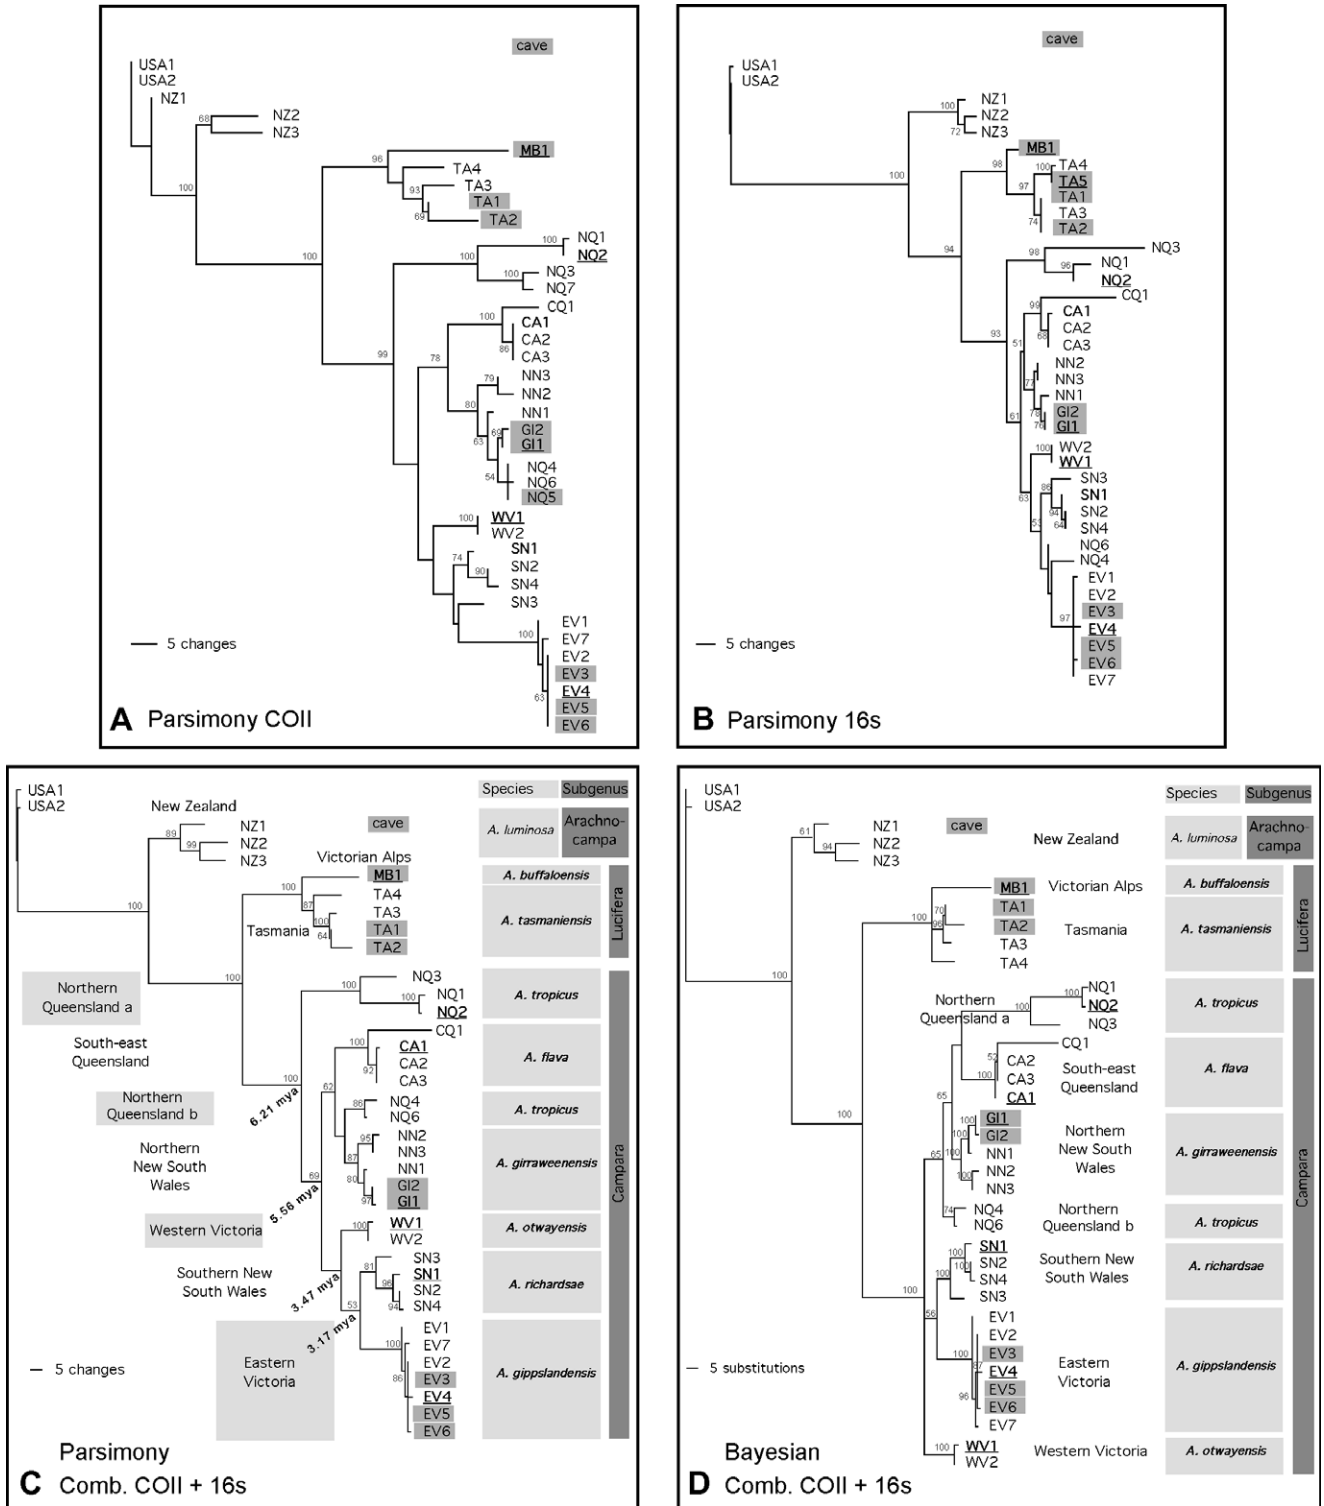 cave
USA1
USA2
NZ1
68
NZ2
NZ3
100
96
MB1
TA4
TA3
93
TA1
69
TA2
100
100
NQ1
NQ2
100
100
NQ3
NQ7
CQ1
100
CA1
CA2
86
CA3
99
78
79
NN3
NN2
80
NN1
69
GI2
63
GI1
NQ4
54
NQ6
NQ5
100
WV1
WV2
SN1
74
SN2
90
SN4
SN3
EV1
100
EV7
EV2
EV3
63
EV4
EV5
EV6
5 changes
A Parsimony COII
cave
USA1
USA2
100
NZ1
NZ2
72
NZ3
MB1
98
100
TA4
TA5
97
TA1
TA3
74
TA2
100
94
98
NQ3
96
NQ1
NQ2
CQ1
99
CA1
CA2
68
CA3
93
51
NN2
77
NN3
NN1
78
GI2
76
GI1
61
100
WV2
WV1
SN3
86
SN1
63
94
SN2
64
SN4
53
NQ6
NQ4
EV1
EV2
EV3
97
EV4
EV5
EV6
EV7
5 changes
B Parsimony 16s
USA1
USA2
New Zealand
89
NZ1
99
NZ2
NZ3
cave
Species
Subgenus
A. luminosa
Arachno-
campa
Victorian Alps
MB1
100
87
TA4
TA3
100
TA1
64
TA2
Tasmania
A. buffaloensis
A. tasmaniensis
Lucifera
100
100
Northern
Queensland a
NQ3
100
NQ1
NQ2
A. tropicus
South-east
Queensland
CQ1
100
CA1
CA2
92
CA3
A. flava
100
6.21 mya
62
Northern
Queensland b
86
NQ4
NQ6
A. tropicus
Northern
New South
Wales
95
NN2
NN3
87
NN1
80
GI2
97
GI1
A. girraweenensis
69
5.56 mya
Campara
Western Victoria
100
WV1
WV2
A. otwayensis
Southern New
South Wales
SN3
81
SN1
96
SN2
94
SN4
A. richardsae
3.47 mya
53
3.17 mya
Eastern
Victoria
EV1
100
EV7
EV2
86
EV3
EV4
EV5
EV6
A. gippslandensis
5 changes
Parsimony
C Comb. COII + 16s
USA1
USA2
61
NZ1
94
NZ2
NZ3
cave
New Zealand
Species
Subgenus
A. luminosa
Arachno-
campa
MB1
Victorian Alps
A. buffaloensis
100
70
TA1
96
TA2
TA3
TA4
Tasmania
A. tasmaniensis
Lucifera
100
100
Northern
Queensland a
100
100
NQ1
NQ2
NQ3
A. tropicus
CQ1
52
CA2
100
CA3
CA1
South-east
Queensland
A. flava
65
65
GI1
100
GI2
100
NN1
NN2
100
NN3
Northern
New South
Wales
A. girraweenensis
Campara
74
NQ4
NQ6
Northern
Queensland b
A. tropicus
100
SN1
100
SN2
100
SN4
SN3
Southern New
South Wales
A. richardsae
100
56
EV1
EV2
100
EV3
87
EV4
EV5
96
EV6
EV7
Eastern
Victoria
A. gippslandensis
5 substitutions
100
WV1
WV2
Western Victoria
A. otwayensis
Bayesian
D Comb. COII + 16s